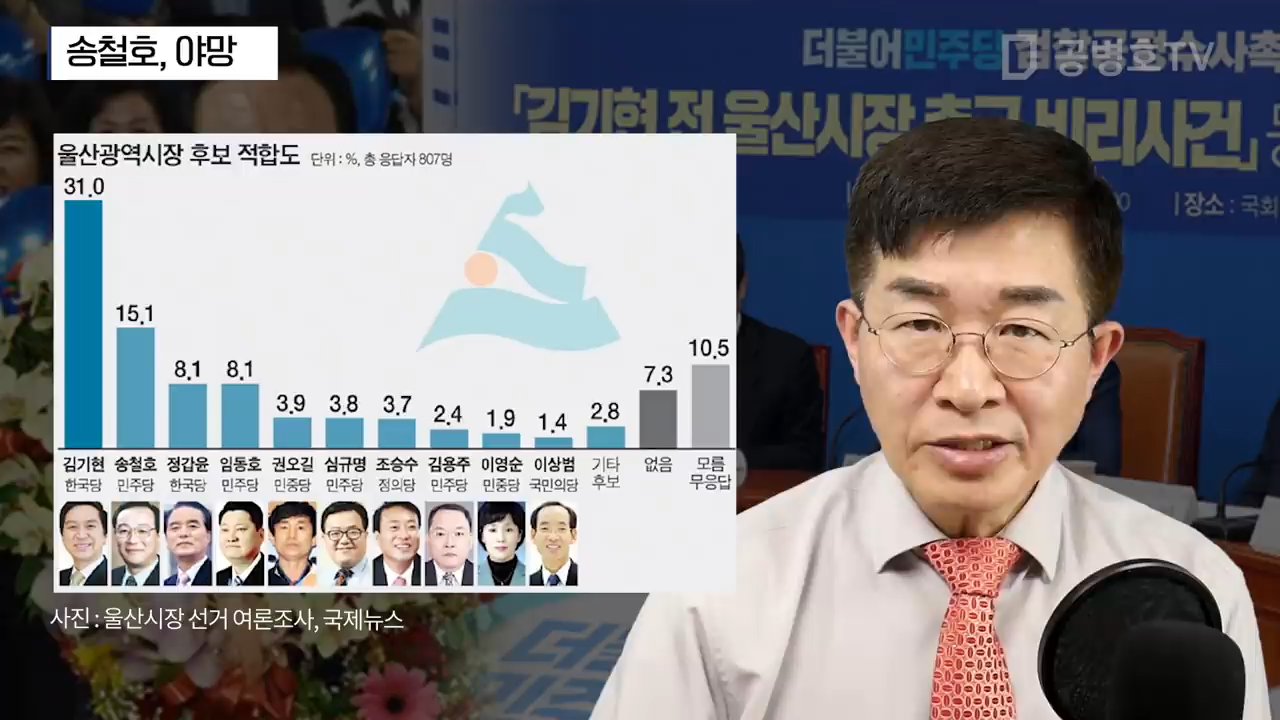 송철호, 야망
더불어민주당
공병호TV
「김기현 전 울산시장 측근 비리사건」
장소 : 국회
울산광역시장 후보 적합도 단위 : %, 총 응답자 807명
31.0 15.1 8.1 8.1 3.9 3.8 3.7 2.4 1.9 1.4 2.8 7.3 10.5
김기현 송철호 정갑윤 임동호 권오길 심규명 조승수 김용주 이영순 이상범 기타 없음 모름
한국당 민주당 한국당 민주당 민중당 민주당 정의당 민주당 민중당 국민의당 후보 무응답
사진 : 울산시장 선거 여론조사, 국제뉴스